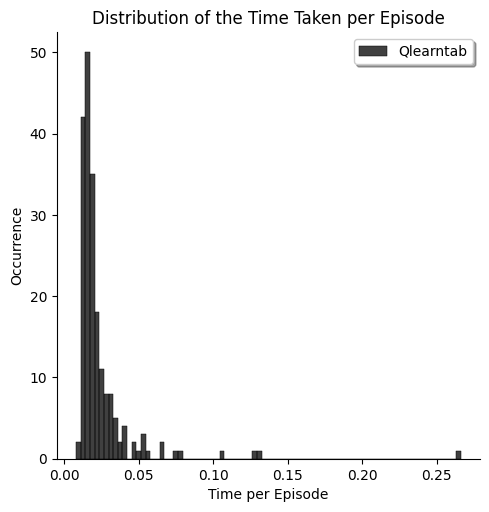 Distribution of the Time Taken per Episode
Qlearntab
50
40
30
20
10
0
Occurrence
0.00 0.05 0.10 0.15 0.20 0.25
Time per Episode